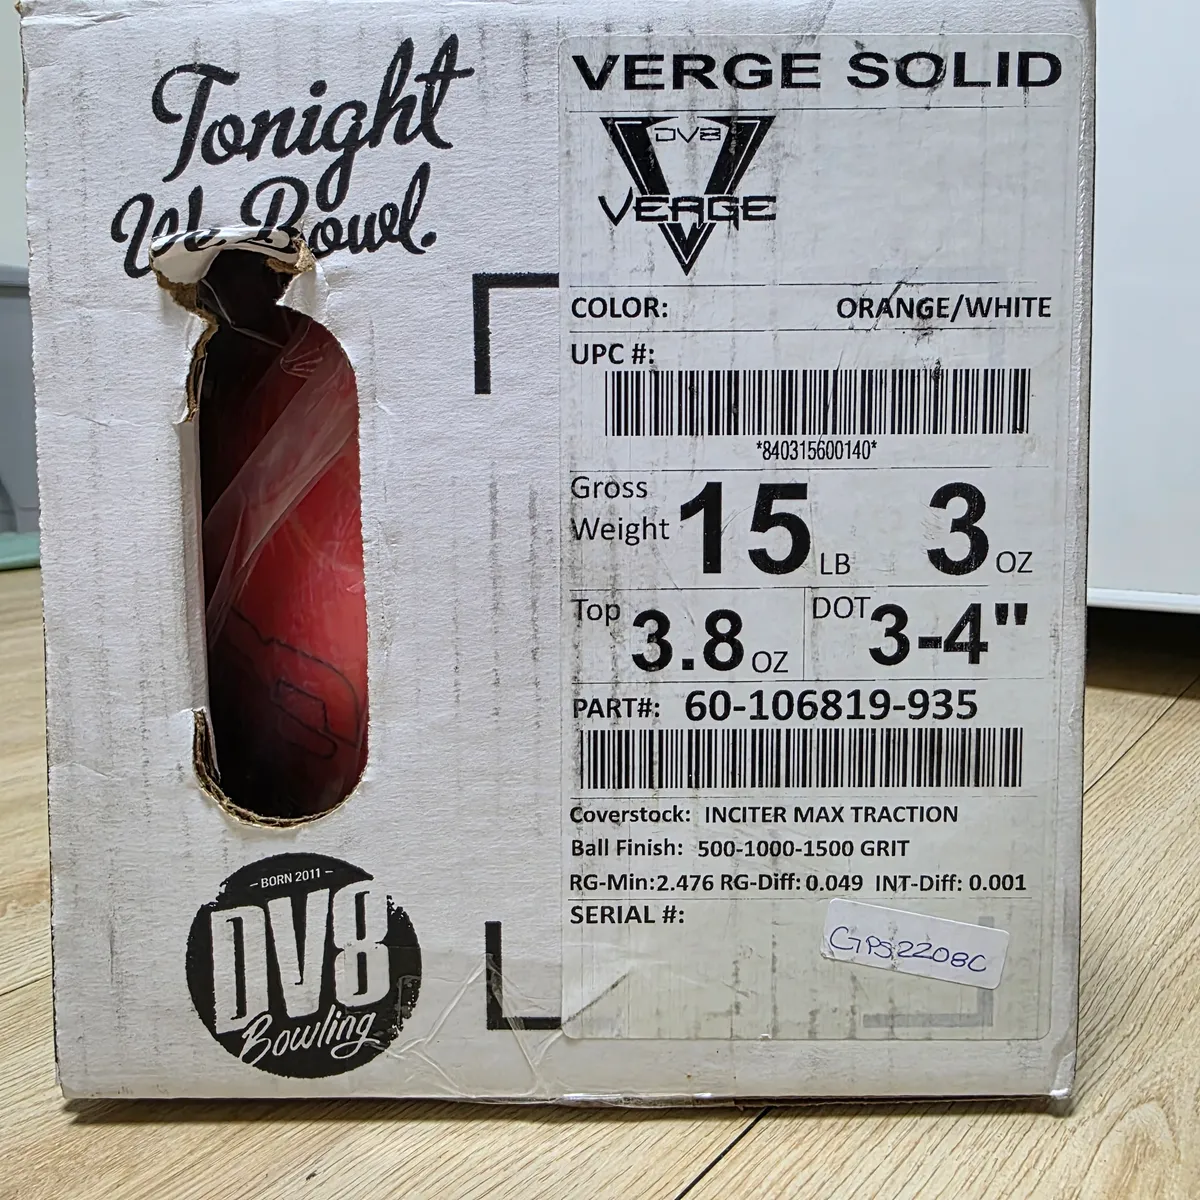 Tonight
We Bowl.
VERGE SOLID
DV8
VERGE
COLOR: ORANGE/WHITE
UPC #:
*840315600140*
Gross
Weight 15 LB 3 OZ
Top 3.8 OZ DOT 3-4"
PART#: 60-106819-935
Coverstock: INCITER MAX TRACTION
Ball Finish: 500-1000-1500 GRIT
RG-Min:2.476 RG-Diff: 0.049 INT-Diff: 0.001
SERIAL #:
CTPS2208C
– BORN 2011 –
DV8
Bowling